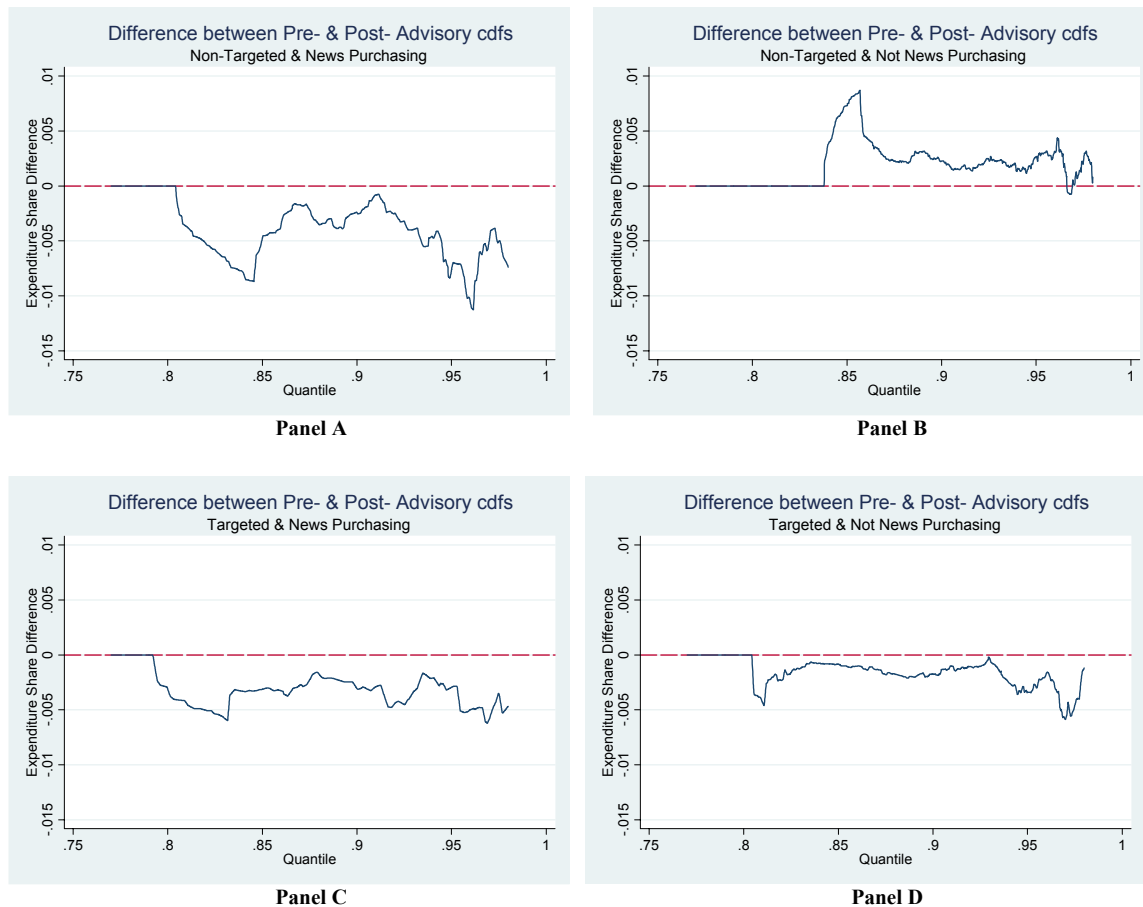 Difference between Pre- & Post- Advisory cdfs
Non-Targeted & News Purchasing
Expenditure Share Difference
.01
.005
0
-.005
-.01
-.015
.75 .8 .85 .9 .95 1
Quantile
Panel A
Difference between Pre- & Post- Advisory cdfs
Non-Targeted & Not News Purchasing
Expenditure Share Difference
.01
.005
0
-.005
-.01
-.015
.75 .8 .85 .9 .95 1
Quantile
Panel B
Difference between Pre- & Post- Advisory cdfs
Targeted & News Purchasing
Expenditure Share Difference
.01
.005
0
-.005
-.01
-.015
.75 .8 .85 .9 .95 1
Quantile
Panel C
Difference between Pre- & Post- Advisory cdfs
Targeted & Not News Purchasing
Expenditure Share Difference
.01
.005
0
-.005
-.01
-.015
.75 .8 .85 .9 .95 1
Quantile
Panel D